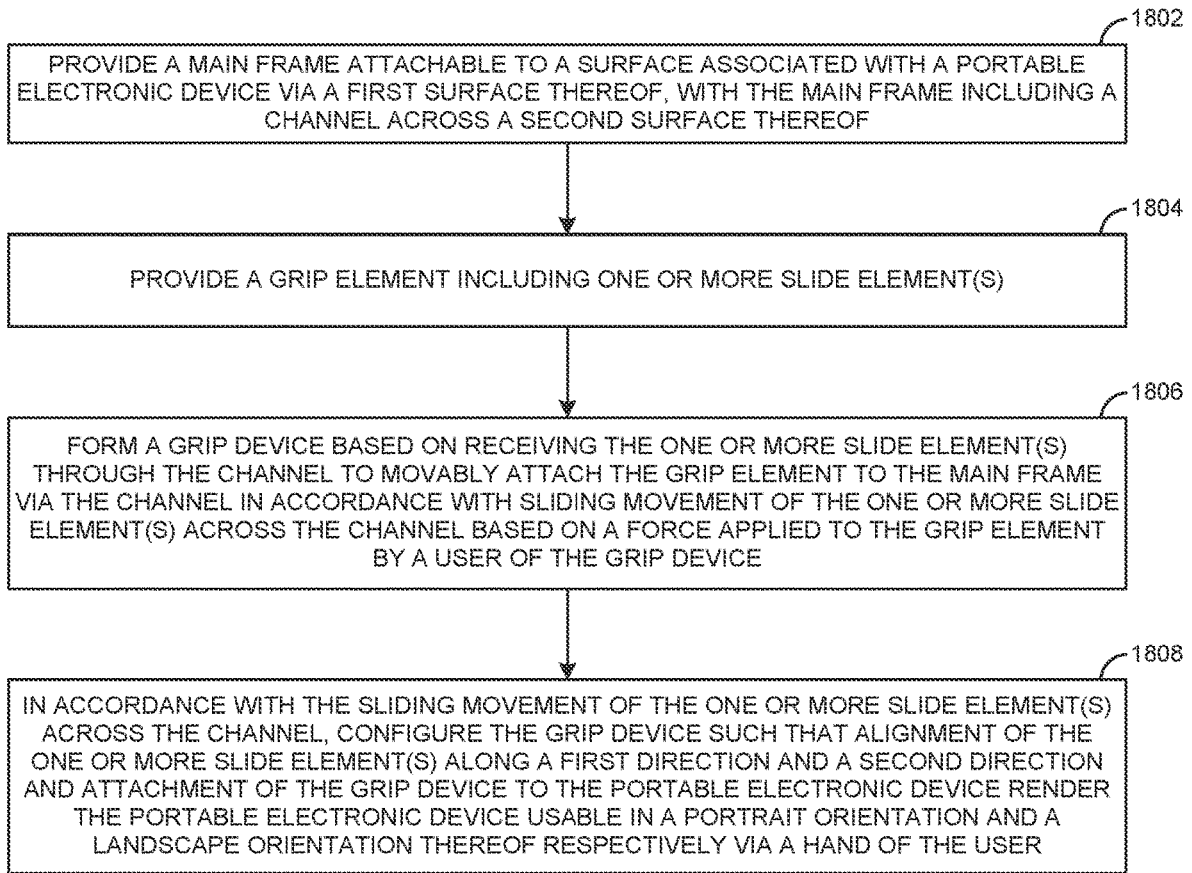 1802
PROVIDE A MAIN FRAME ATTACHABLE TO A SURFACE ASSOCIATED WITH A PORTABLE
ELECTRONIC DEVICE VIA A FIRST SURFACE THEREOF, WITH THE MAIN FRAME INCLUDING A
CHANNEL ACROSS A SECOND SURFACE THEREOF
1804
PROVIDE A GRIP ELEMENT INCLUDING ONE OR MORE SLIDE ELEMENT(S)
1806
FORM A GRIP DEVICE BASED ON RECEIVING THE ONE OR MORE SLIDE ELEMENT(S)
THROUGH THE CHANNEL TO MOVABLY ATTACH THE GRIP ELEMENT TO THE MAIN FRAME
VIA THE CHANNEL IN ACCORDANCE WITH SLIDING MOVEMENT OF THE ONE OR MORE SLIDE
ELEMENT(S) ACROSS THE CHANNEL BASED ON A FORCE APPLIED TO THE GRIP ELEMENT
BY A USER OF THE GRIP DEVICE
1808
IN ACCORDANCE WITH THE SLIDING MOVEMENT OF THE ONE OR MORE SLIDE ELEMENT(S)
ACROSS THE CHANNEL, CONFIGURE THE GRIP DEVICE SUCH THAT ALIGNMENT OF THE
ONE OR MORE SLIDE ELEMENT(S) ALONG A FIRST DIRECTION AND A SECOND DIRECTION
AND ATTACHMENT OF THE GRIP DEVICE TO THE PORTABLE ELECTRONIC DEVICE RENDER
THE PORTABLE ELECTRONIC DEVICE USABLE IN A PORTRAIT ORIENTATION AND A
LANDSCAPE ORIENTATION THEREOF RESPECTIVELY VIA A HAND OF THE USER